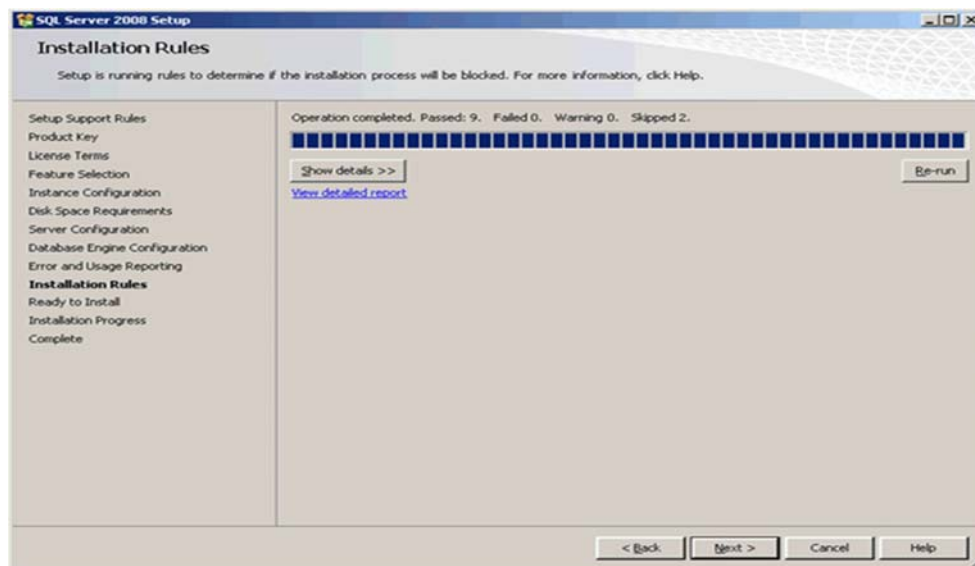 SQL Server 2008 Setup
Installation Rules
Setup is running rules to determine if the installation process will be blocked. For more information, click Help.
Setup Support Rules
Product Key
License Terms
Feature Selection
Instance Configuration
Disk Space Requirements
Server Configuration
Database Engine Configuration
Error and Usage Reporting
Installation Rules
Ready to Install
Installation Progress
Complete
Operation completed. Passed: 9. Failed 0. Warning 0. Skipped 2.
Show details >>
Re-run
View detailed report
< Back
Next >
Cancel
Help